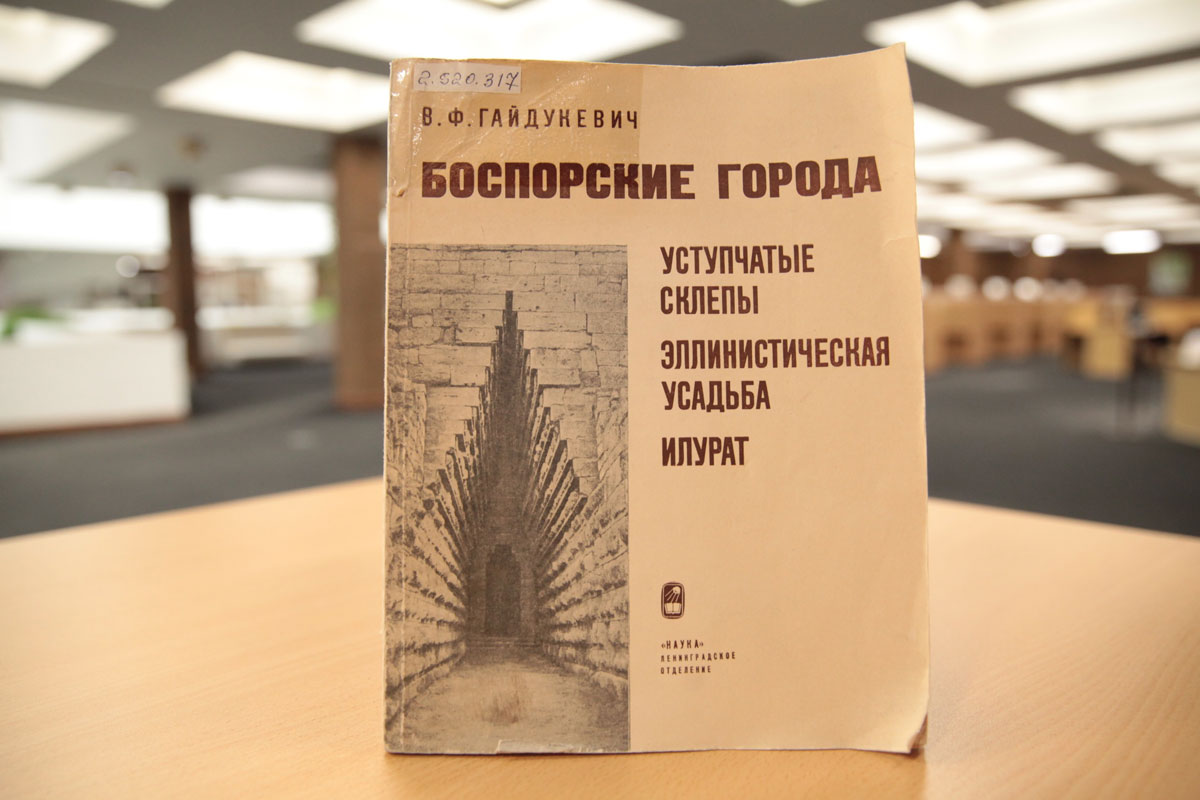 2.520.317
В.Ф.ГАЙДУКЕВИЧ
БОСПОРСКИЕ ГОРОДА
УСТУПЧАТЫЕ
СКЛЕПЫ
ЭЛЛИНИСТИЧЕСКАЯ
УСАДЬБА
ИЛУРАТ
«НАУКА»
ЛЕНИНГРАДСКОЕ
ОТДЕЛЕНИЕ